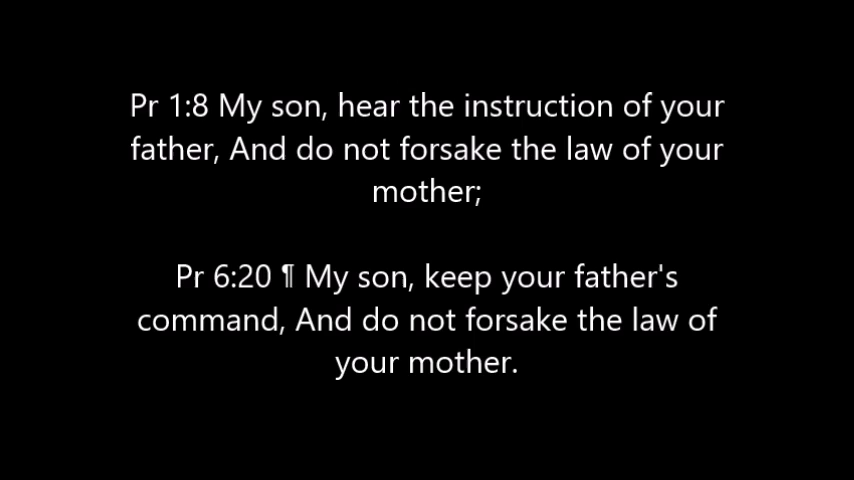 Pr 1:8 My son, hear the instruction of your
father, And do not forsake the law of your
mother;
Pr 6:20 ¶ My son, keep your father's
command, And do not forsake the law of
your mother.